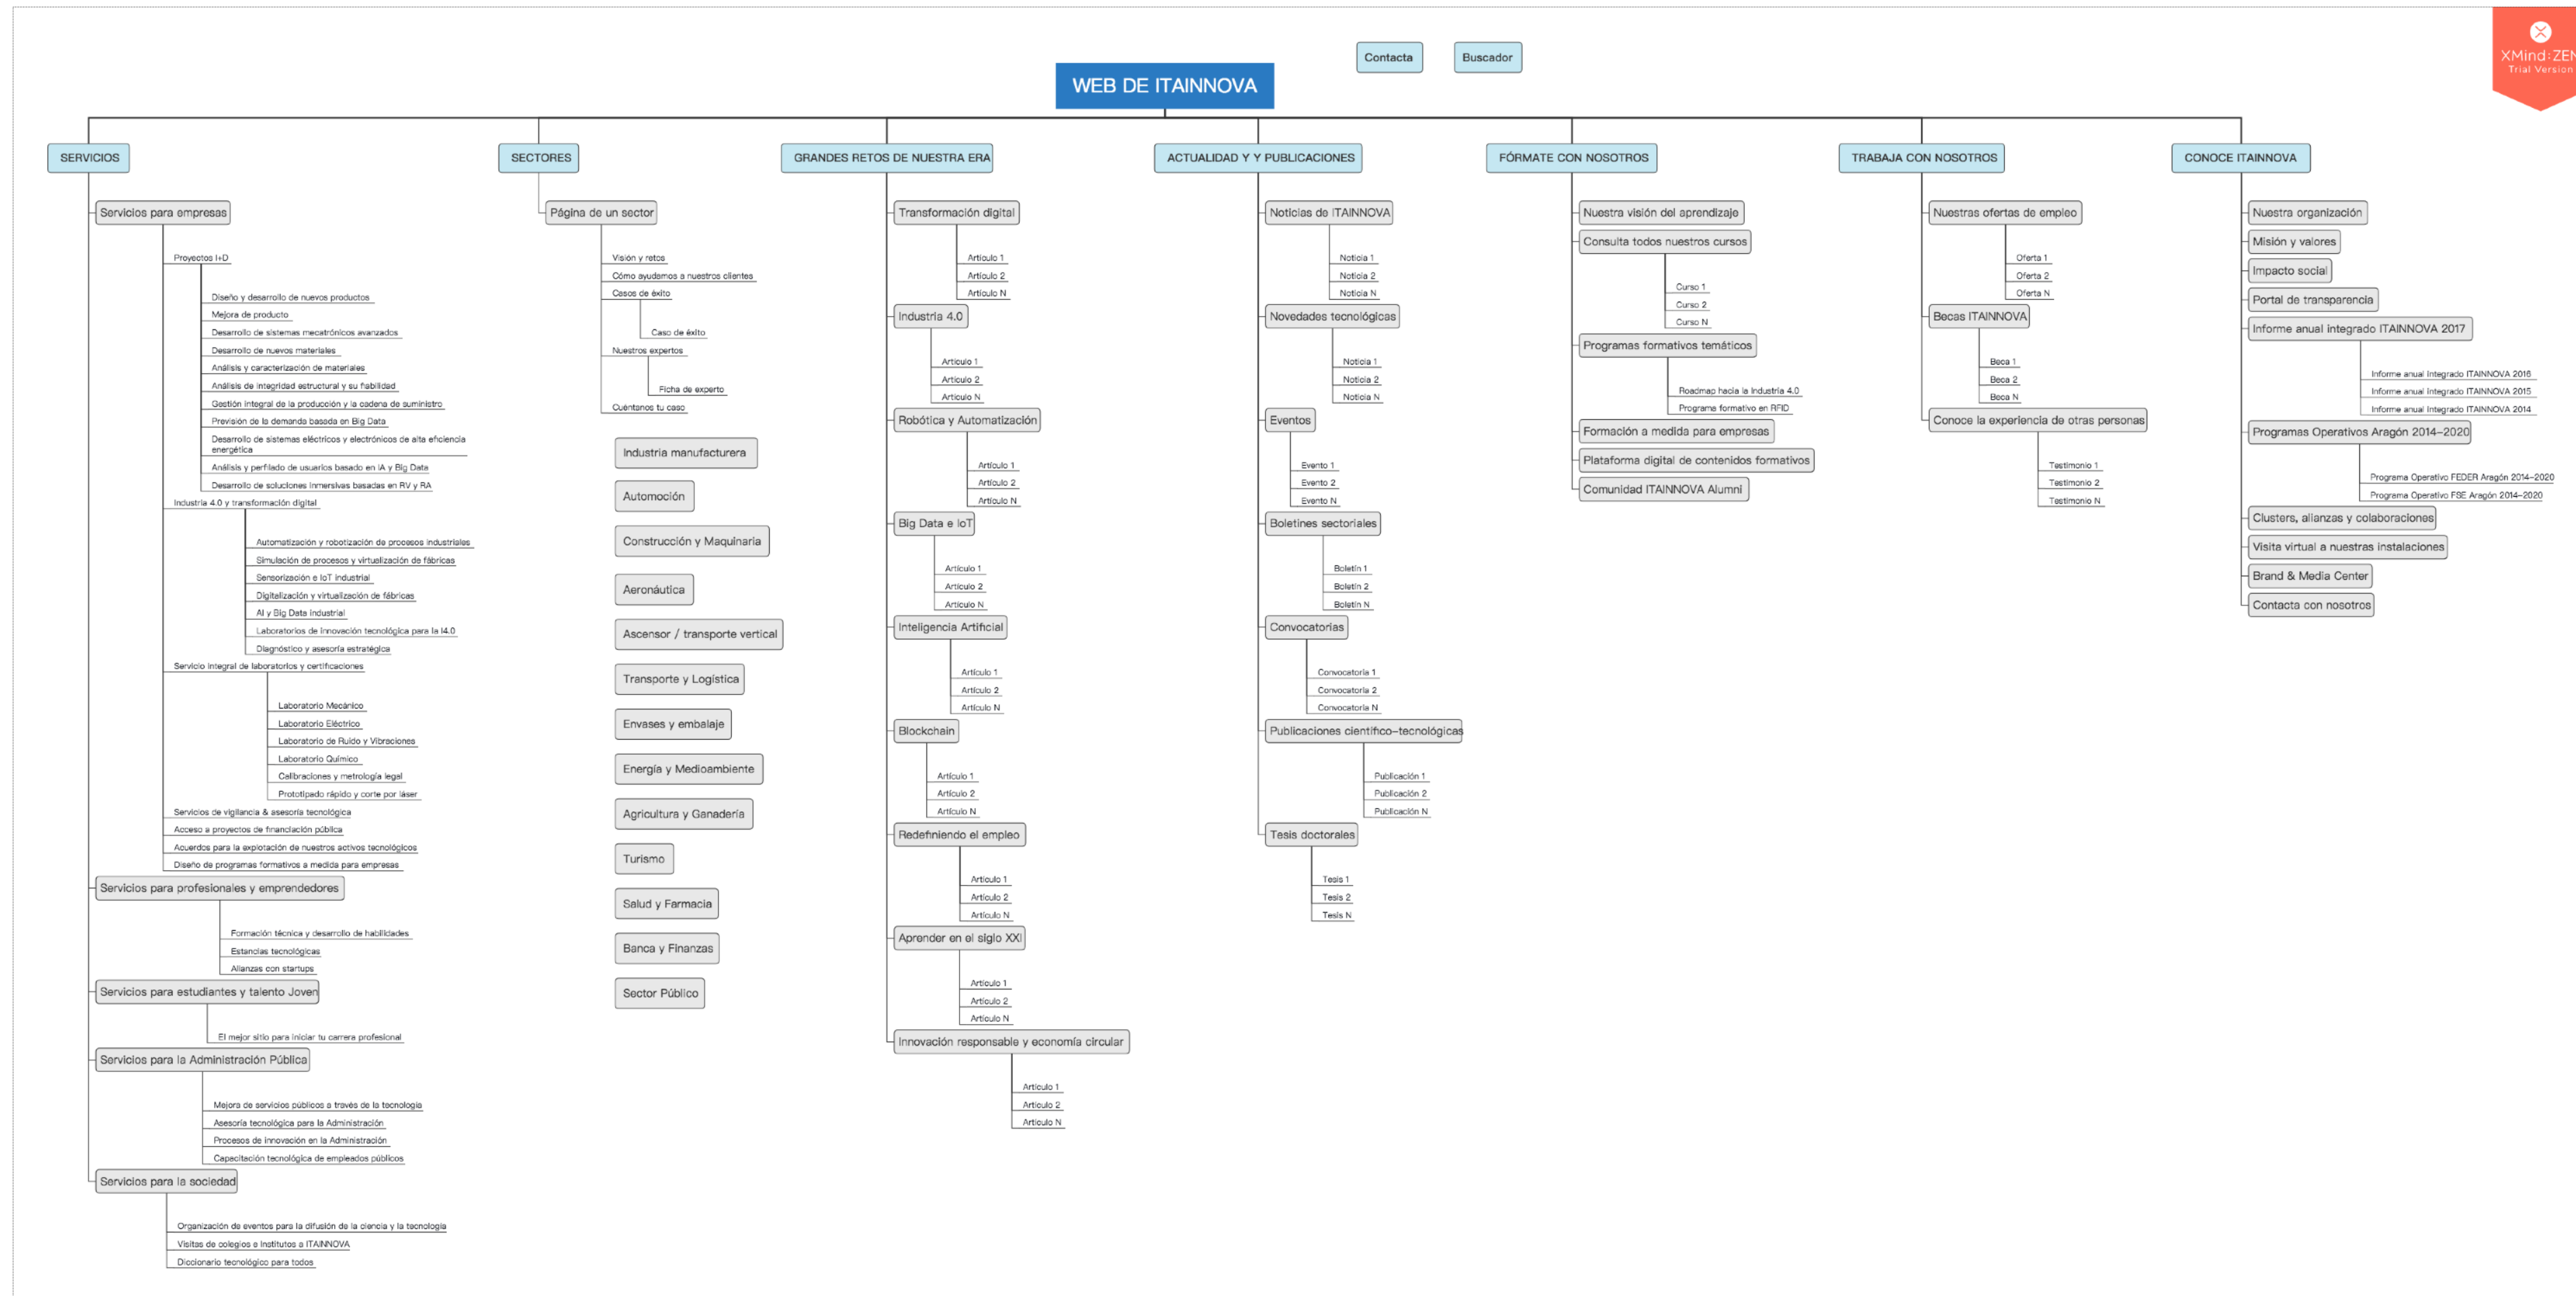 Contacta
Buscador
XMind:ZEN
Trial Version
WEB DE ITAINNOVA
SERVICIOS
Servicios para empresas
Proyectos I+D
Diseño y desarrollo de nuevos productos
Mejora de producto
Desarrollo de sistemas mecatrónicos avanzados
Desarrollo de nuevos materiales
Análisis y caracterización de materiales
Análisis de integridad estructural y su fiabilidad
Gestión integral de la producción y la cadena de suministro
Previsión de la demanda basada en Big Data
Desarrollo de sistemas eléctricos y electrónicos de alta eficiencia
energética
Análisis y perfilado de usuarios basado en IA y Big Data
Desarrollo de soluciones inmersivas basadas en RV y RA
Industria 4.0 y transformación digital
Automatización y robotización de procesos industriales
Simulación de procesos y virtualización de fábricas
Sensorización e IoT industrial
Digitalización y virtualización de fábricas
AI y Big Data industrial
Laboratorios de innovación tecnológica para la I4.0
Diagnóstico y asesoría estratégica
Servicio integral de laboratorios y certificaciones
Laboratorio Mecánico
Laboratorio Eléctrico
Laboratorio de Ruido y Vibraciones
Laboratorio Químico
Calibraciones y metrología legal
Prototipado rápido y corte por láser
Servicios de vigilancia & asesoría tecnológica
Acceso a proyectos de financiación pública
Acuerdos para la explotación de nuestros activos tecnológicos
Diseño de programas formativos a medida para empresas
Servicios para profesionales y emprendedores
Formación técnica y desarrollo de habilidades
Estancias tecnológicas
Alianzas con startups
Servicios para estudiantes y talento Joven
El mejor sitio para iniciar tu carrera profesional
Servicios para la Administración Pública
Mejora de servicios públicos a través de la tecnología
Asesoría tecnológica para la Administración
Procesos de innovación en la Administración
Capacitación tecnológica de empleados públicos
Servicios para la sociedad
Organización de eventos para la difusión de la ciencia y la tecnología
Visitas de colegios e Institutos a ITAINNOVA
Diccionario tecnológico para todos
SECTORES
Página de un sector
Visión y retos
Cómo ayudamos a nuestros clientes
Casos de éxito
Caso de éxito
Nuestros expertos
Ficha de experto
Cuéntanos tu caso
Industria manufacturera
Automoción
Construcción y Maquinaria
Aeronáutica
Ascensor / transporte vertical
Transporte y Logística
Envases y embalaje
Energía y Medioambiente
Agricultura y Ganadería
Turismo
Salud y Farmacia
Banca y Finanzas
Sector Público
GRANDES RETOS DE NUESTRA ERA
Transformación digital
Artículo 1
Artículo 2
Artículo N
Industria 4.0
Artículo 1
Artículo 2
Artículo N
Robótica y Automatización
Artículo 1
Artículo 2
Artículo N
Big Data e IoT
Artículo 1
Artículo 2
Artículo N
Inteligencia Artificial
Artículo 1
Artículo 2
Artículo N
Blockchain
Artículo 1
Artículo 2
Artículo N
Redefiniendo el empleo
Artículo 1
Artículo 2
Artículo N
Aprender en el siglo XXI
Artículo 1
Artículo 2
Artículo N
Innovación responsable y economía circular
Artículo 1
Artículo 2
Artículo N
ACTUALIDAD Y Y PUBLICACIONES
Noticias de ITAINNOVA
Noticia 1
Noticia 2
Noticia N
Novedades tecnológicas
Noticia 1
Noticia 2
Noticia N
Eventos
Evento 1
Evento 2
Evento N
Boletines sectoriales
Boletín 1
Boletín 2
Boletín N
Convocatorias
Convocatoria 1
Convocatoria 2
Convocatoria N
Publicaciones científico-tecnológicas
Publicación 1
Publicación 2
Publicación N
Tesis doctorales
Tesis 1
Tesis 2
Tesis N
FÓRMATE CON NOSOTROS
Nuestra visión del aprendizaje
Consulta todos nuestros cursos
Curso 1
Curso 2
Curso N
Programas formativos temáticos
Roadmap hacia la Industria 4.0
Programa formativo en RFID
Formación a medida para empresas
Plataforma digital de contenidos formativos
Comunidad ITAINNOVA Alumni
TRABAJA CON NOSOTROS
Nuestras ofertas de empleo
Oferta 1
Oferta 2
Oferta N
Becas ITAINNOVA
Beca 1
Beca 2
Beca N
Conoce la experiencia de otras personas
Testimonio 1
Testimonio 2
Testimonio N
CONOCE ITAINNOVA
Nuestra organización
Misión y valores
Impacto social
Portal de transparencia
Informe anual integrado ITAINNOVA 2017
Informe anual Integrado ITAINNOVA 2016
Informe anual Integrado ITAINNOVA 2015
Informe anual Integrado ITAINNOVA 2014
Programas Operativos Aragón 2014-2020
Programa Operativo FEDER Aragón 2014-2020
Programa Operativo FSE Aragón 2014-2020
Clusters, alianzas y colaboraciones
Visita virtual a nuestras instalaciones
Brand & Media Center
Contacta con nosotros